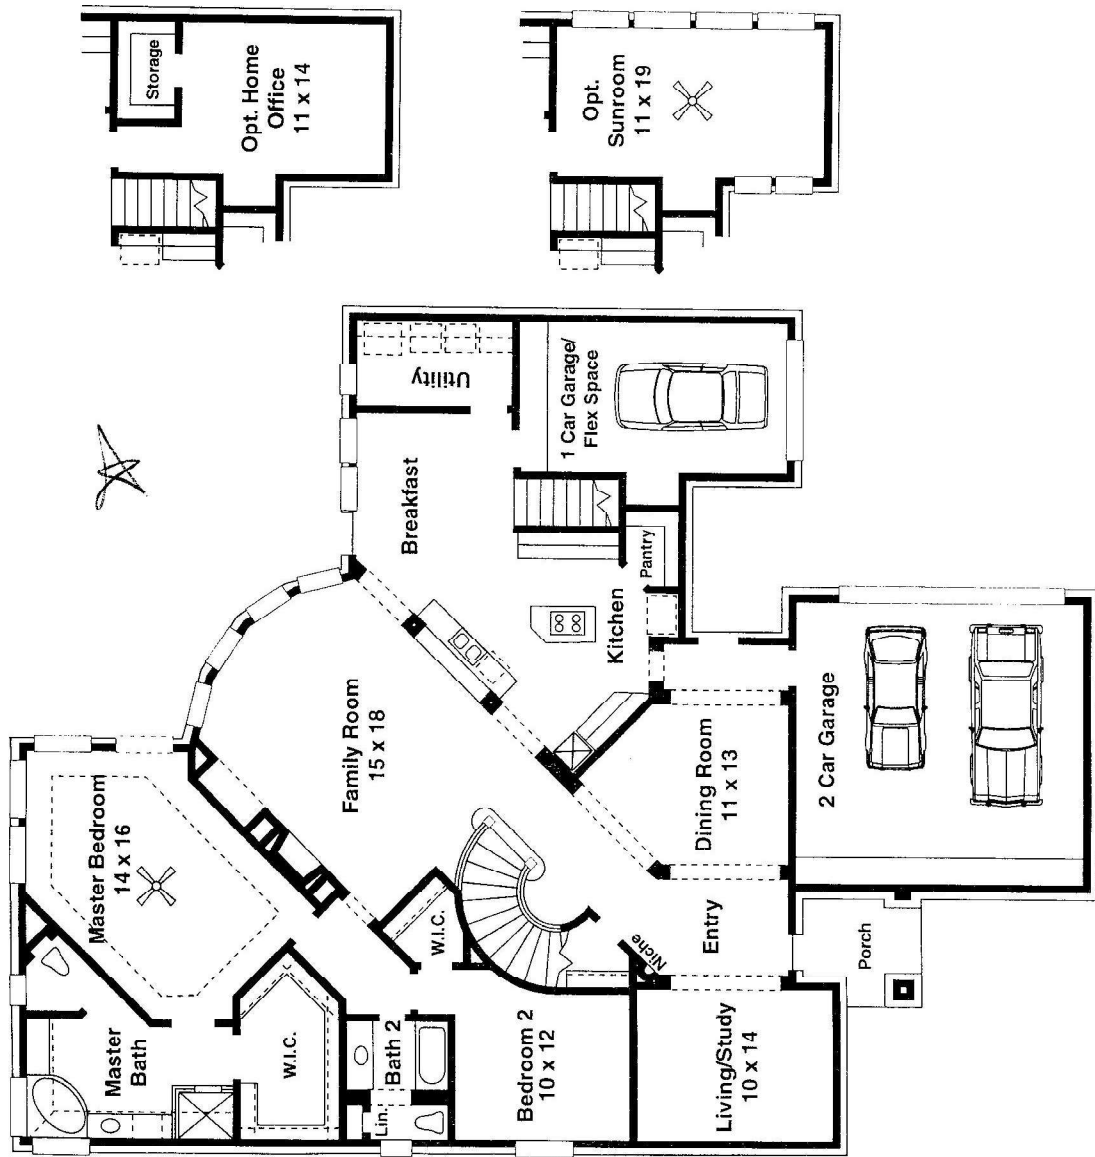 Storage
Opt. Home
Office
11 x 14
Opt.
Sunroom
11 x 19
Utility
1 Car Garage/
Flex Space
Breakfast
Pantry
Kitchen
Family Room
15 x 18
Master Bedroom
14 x 16
Dining Room
11 x 13
2 Car Garage
W.I.C.
Niche
Entry
Porch
Master
Bath
W.I.C.
Bath 2
Lin.
Bedroom 2
10 x 12
Living/Study
10 x 14